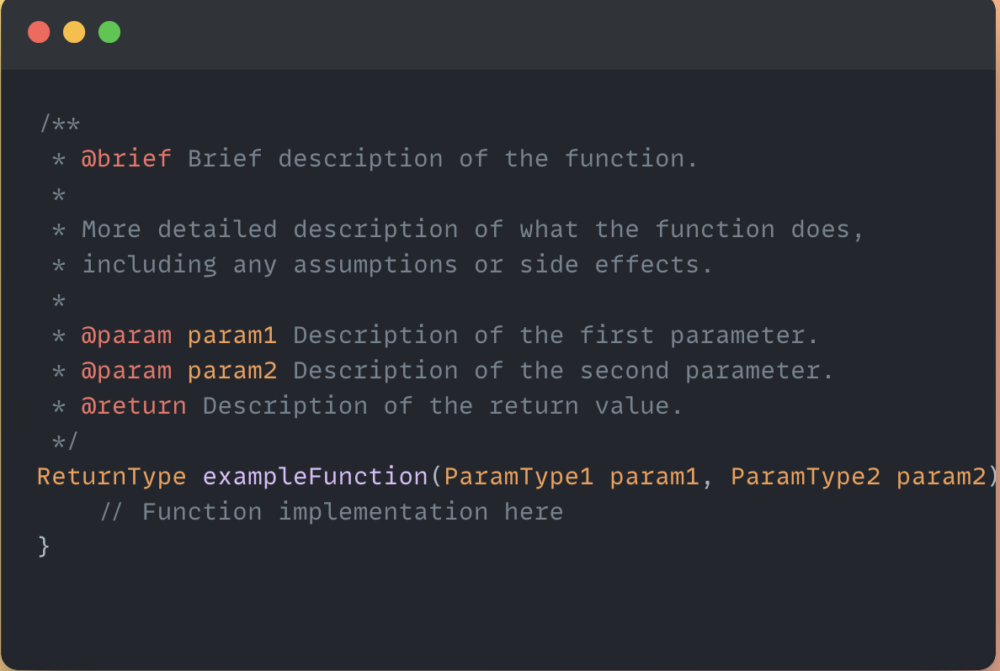 /**
 * @brief Brief description of the function.
 *
 * More detailed description of what the function does,
 * including any assumptions or side effects.
 *
 * @param param1 Description of the first parameter.
 * @param param2 Description of the second parameter.
 * @return Description of the return value.
 */
ReturnType exampleFunction(ParamType1 param1, ParamType2 param2)
    // Function implementation here
}